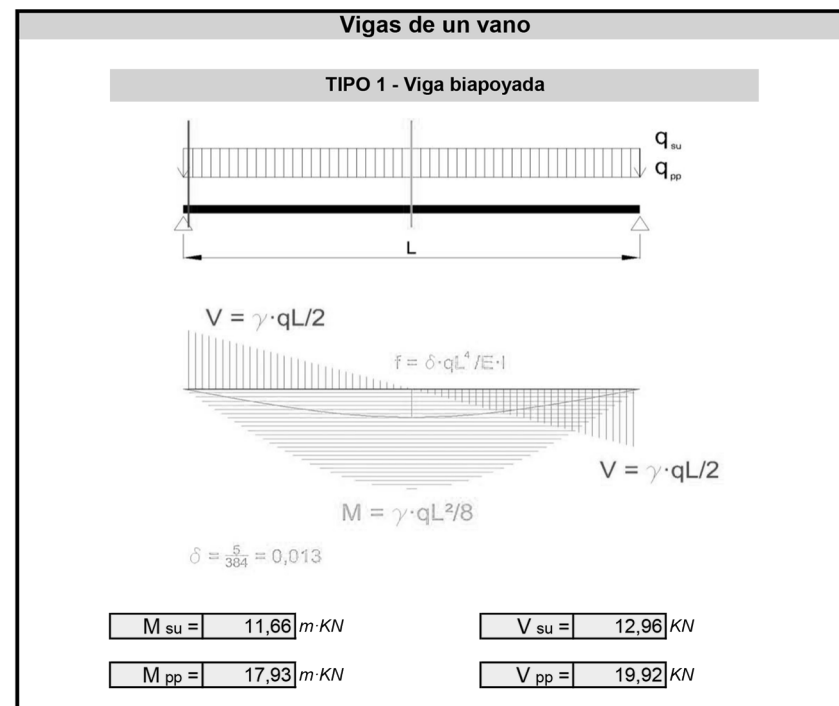 Vigas de un vano
TIPO 1 - Viga biapoyada
q su
q pp
L
V = γ·qL/2
f = δ·qL⁴/E·I
V = γ·qL/2
M = γ·qL²/8
δ = 5/384 = 0,013
M su = 11,66 m·KN
V su = 12,96 KN
M pp = 17,93 m·KN
V pp = 19,92 KN